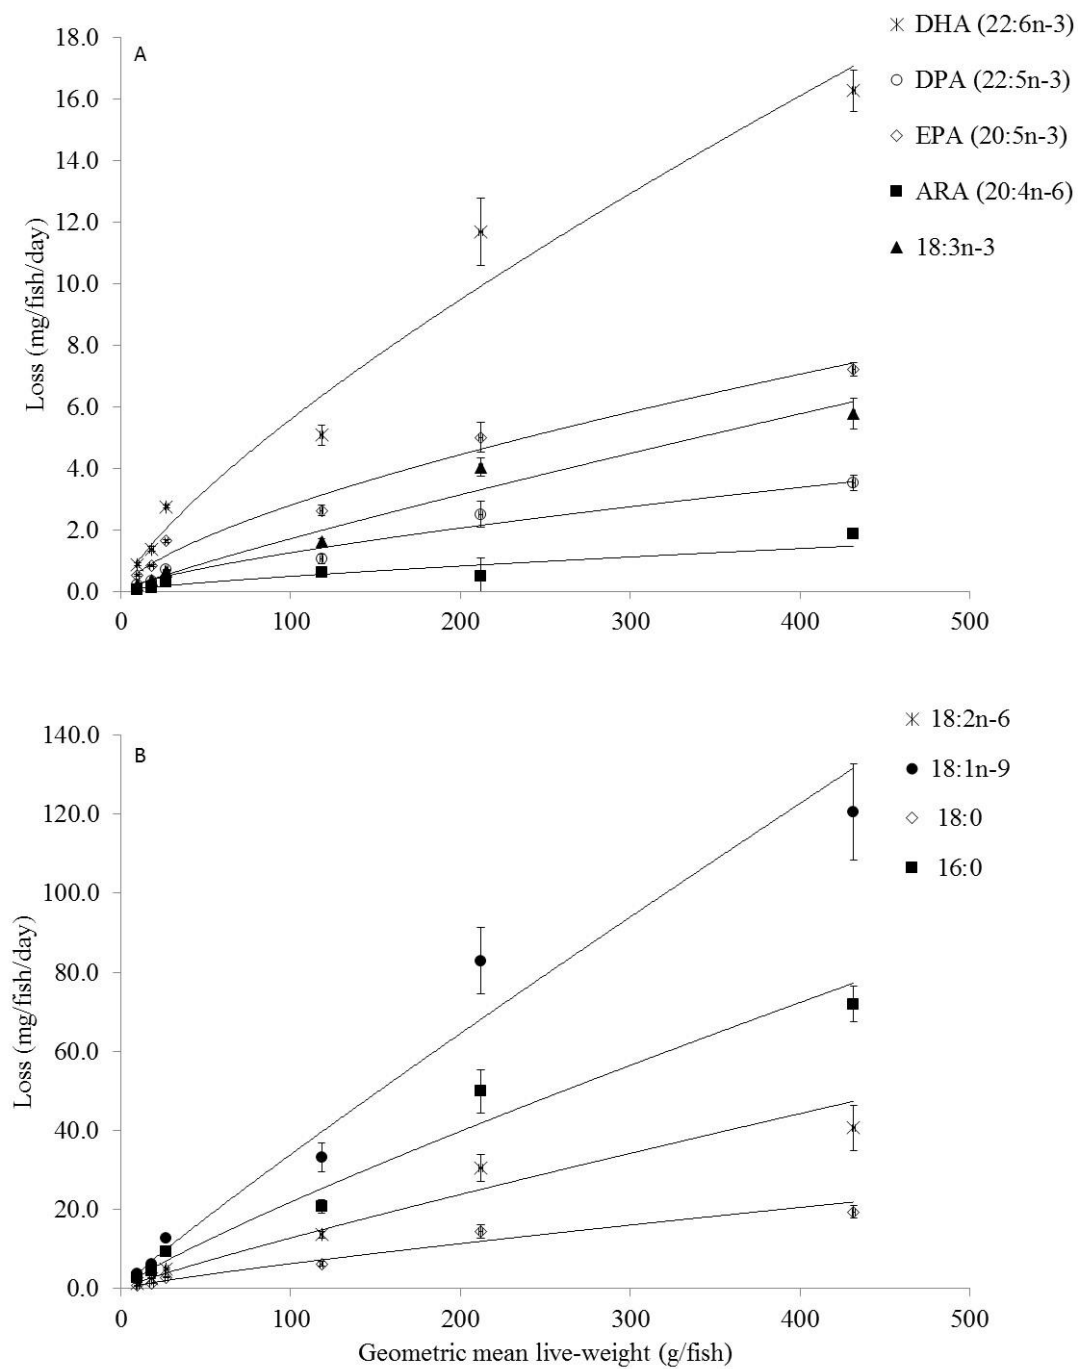 A
18.0
16.0
14.0
12.0
10.0
8.0
6.0
4.0
2.0
0.0
Loss (mg/fish/day)
0 100 200 300 400 500
DHA (22:6n-3)
DPA (22:5n-3)
EPA (20:5n-3)
ARA (20:4n-6)
18:3n-3
B
140.0
120.0
100.0
80.0
60.0
40.0
20.0
0.0
Loss (mg/fish/day)
0 100 200 300 400 500
Geometric mean live-weight (g/fish)
18:2n-6
18:1n-9
18:0
16:0